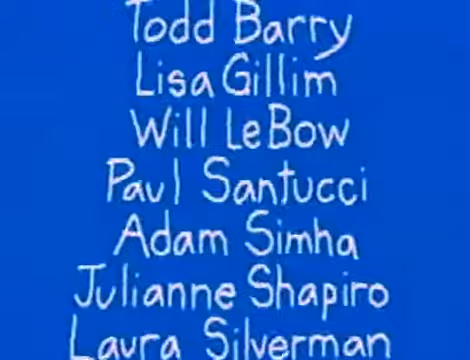 Todd Barry
Lisa Gillim
Will LeBow
Paul Santucci
Adam Simha
Julianne Shapiro
Laura Silverman